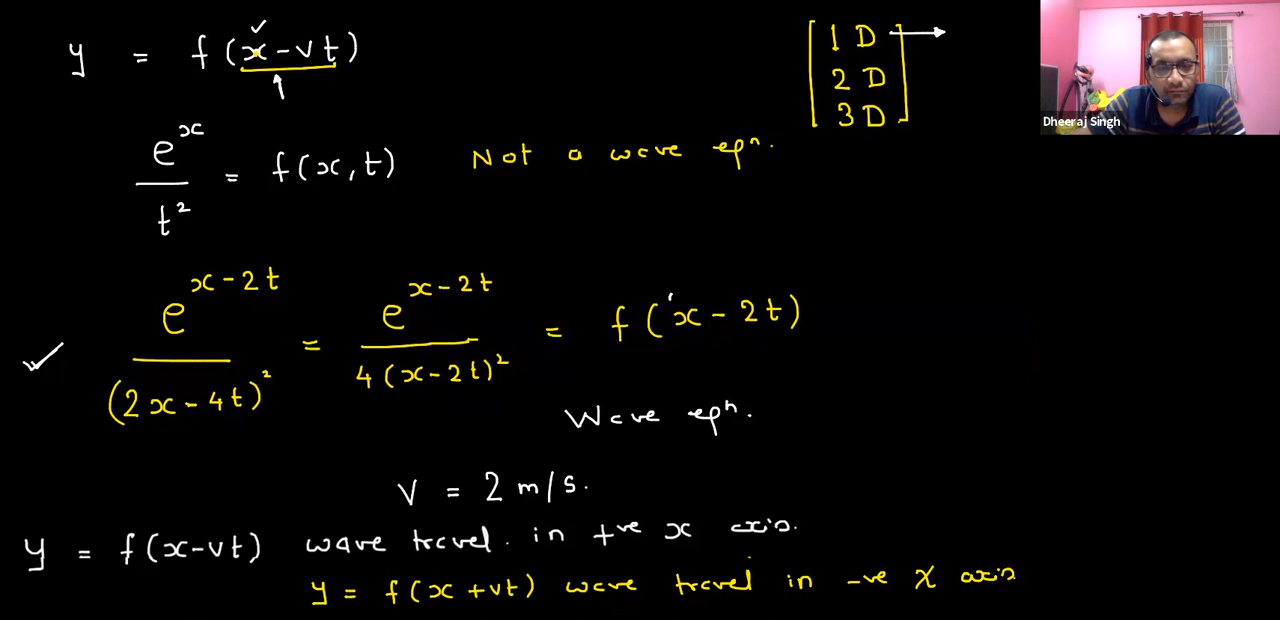 y = f(x-vt)
1D
2D
3D
Dheeraj Singh
e^x / t^2 = f(x, t) Not a wave eqn.
e^(x-2t) / (2x-4t)^2 = e^(x-2t) / 4(x-2t)^2 = f(x-2t)
Wave eqn.
V = 2 m/s.
y = f(x-vt) wave travel. in +ve x axis.
y = f(x+vt) wave travel in -ve X axis